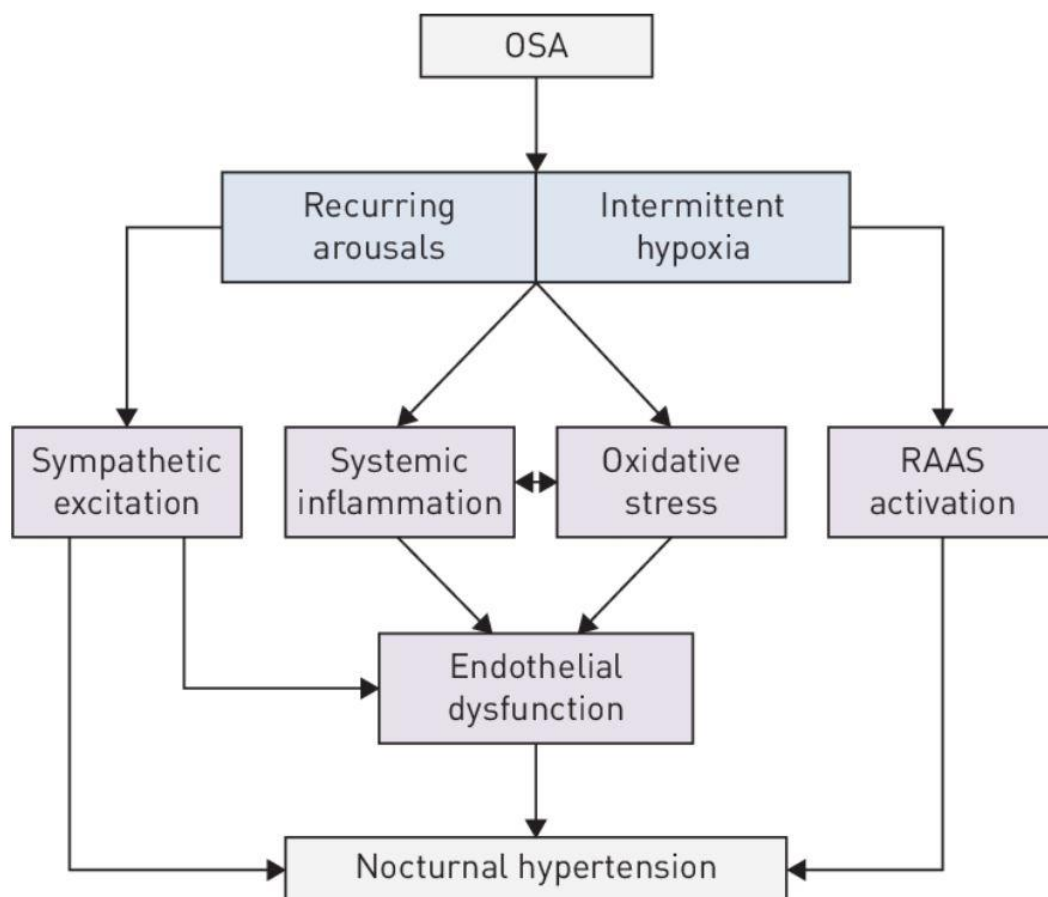 OSA
Recurring
arousals
Intermittent
hypoxia
Sympathetic
excitation
Systemic
inflammation
Oxidative
stress
RAAS
activation
Endothelial
dysfunction
Nocturnal hypertension